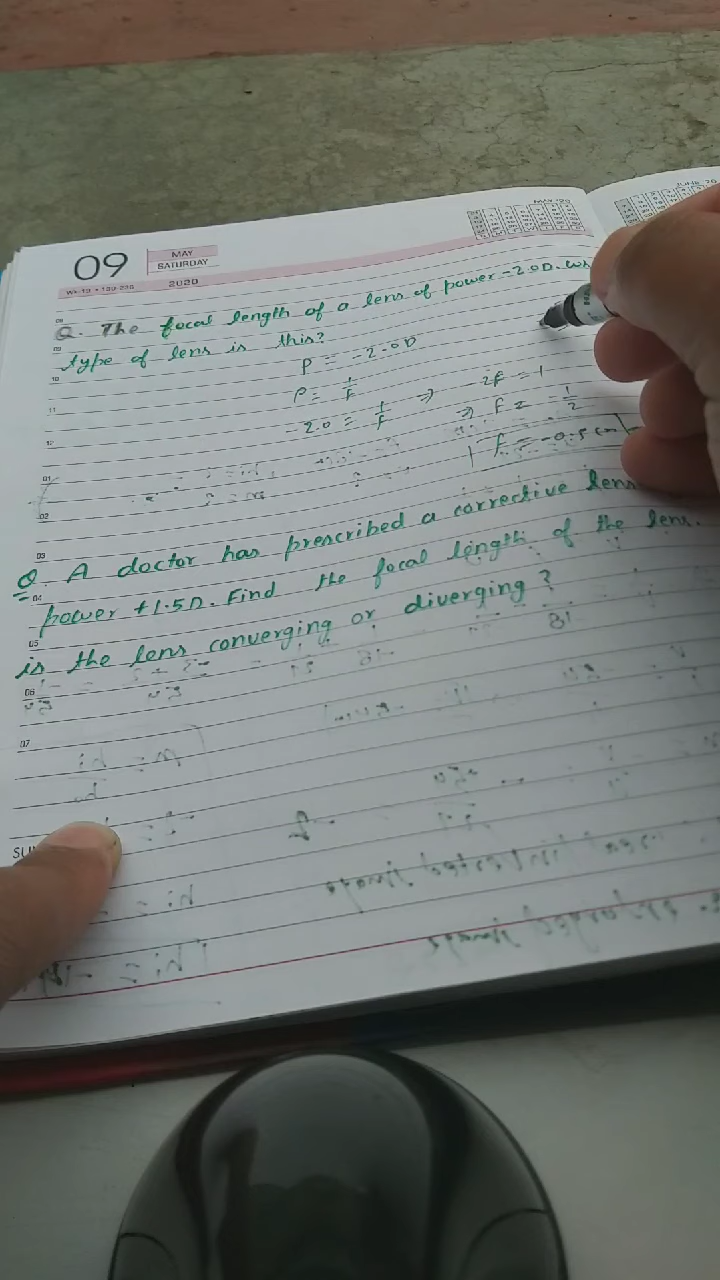 09
MAY
SATURDAY
2020
Q. The focal length of a lens of power -2.0D.
type of lens is this?
P = -2.0D
P = 1/f
-2.0 = 1/f ⇒ -2f = 1
⇒ f = -1/2
f = -0.5 cm
Q. A doctor has prescribed a corrective lens
power +1.5D. Find the focal length of the lens.
is the lens converging or diverging?